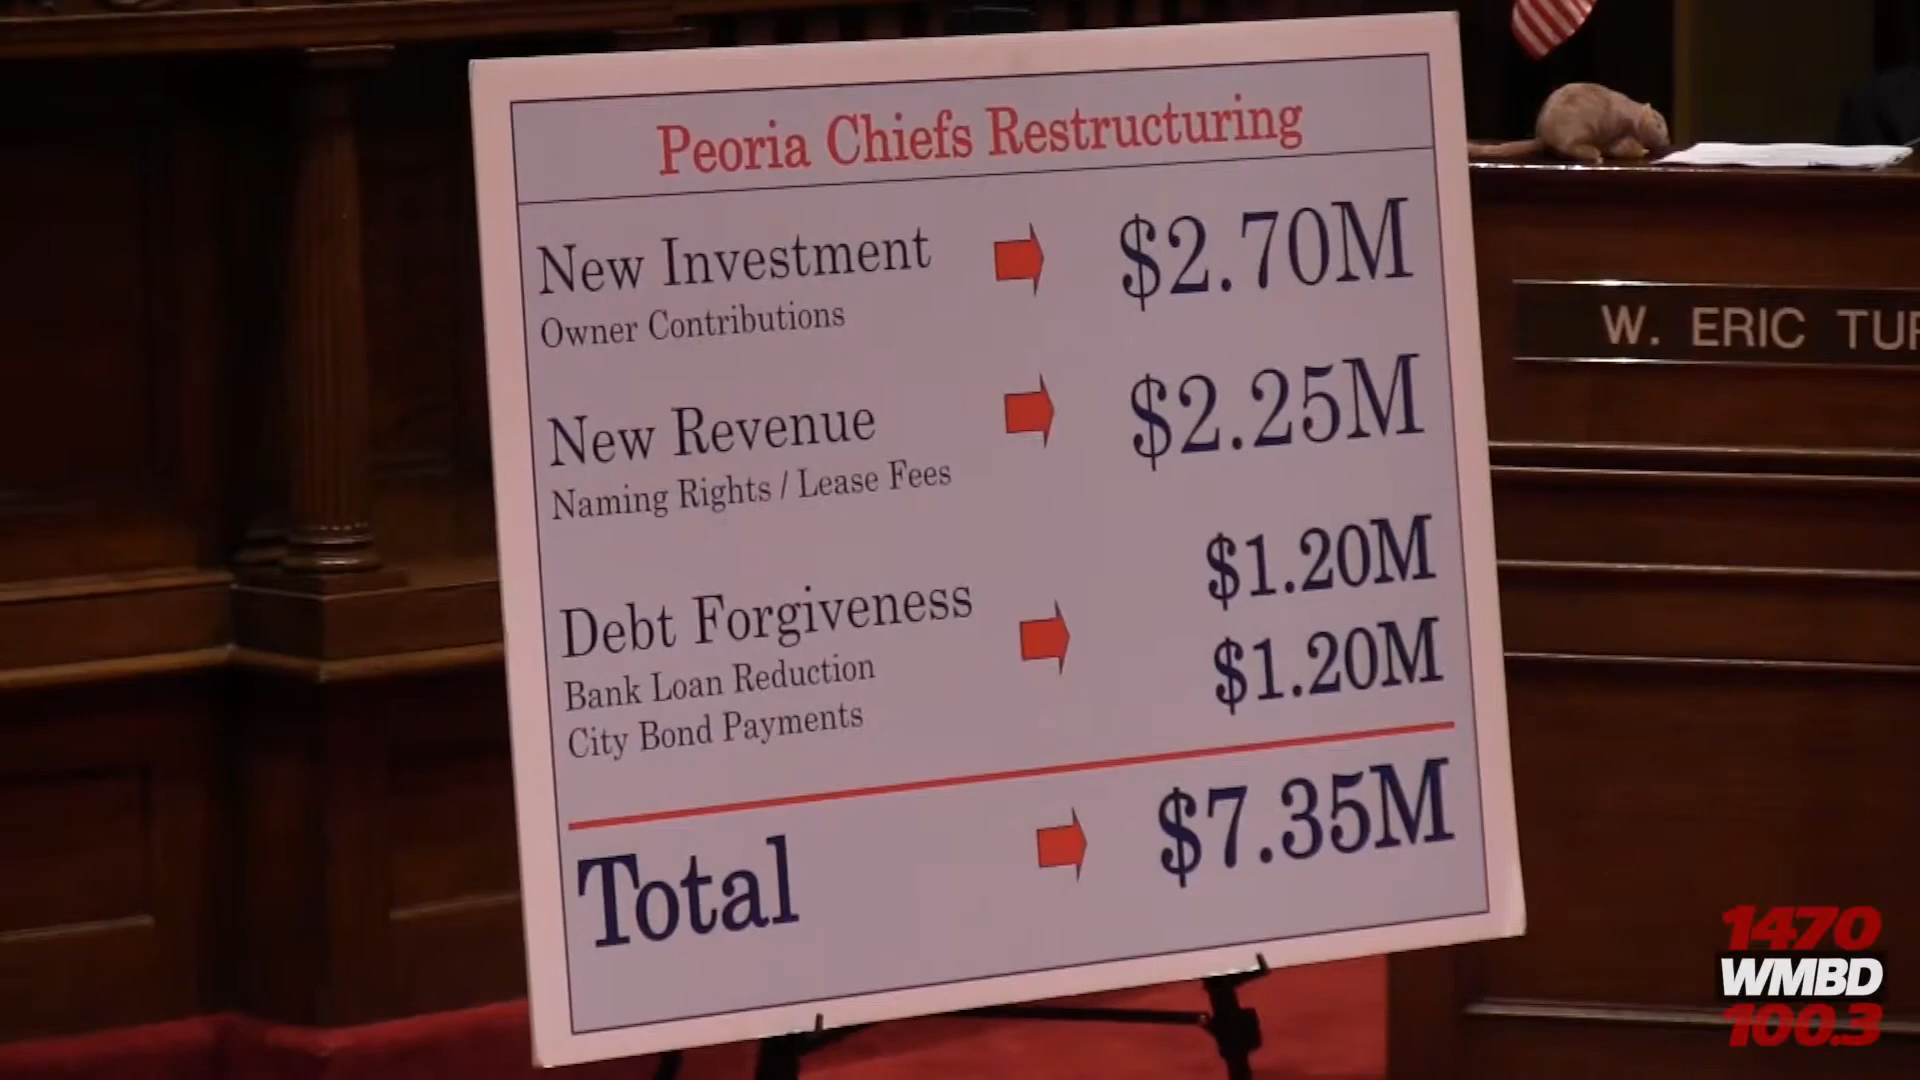 Peoria Chiefs Restructuring
New Investment $2.70M
Owner Contributions
New Revenue $2.25M
Naming Rights / Lease Fees
Debt Forgiveness $1.20M
Bank Loan Reduction $1.20M
City Bond Payments
Total $7.35M
W. ERIC
1470
WMBD
100.3